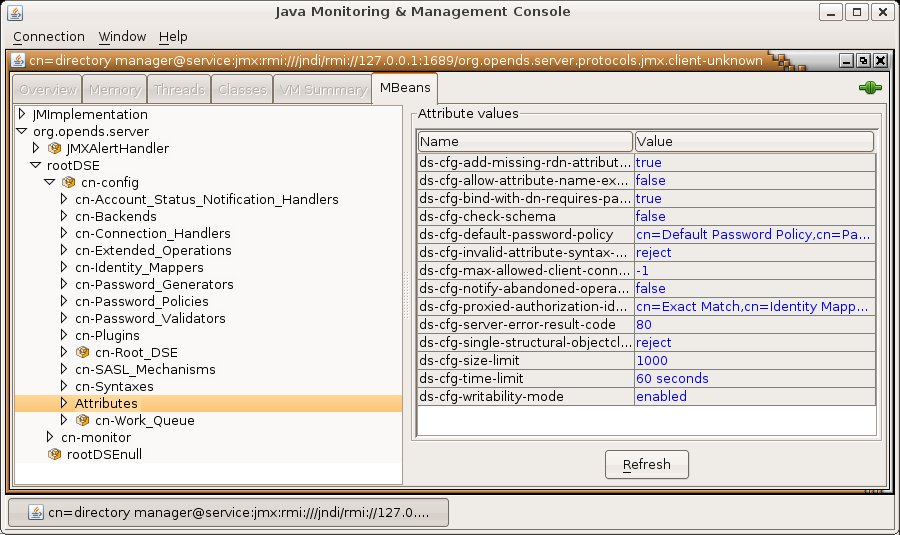 Java Monitoring & Management Console
Connection Window Help
cn=directory manager@service:jmx:rmi:///jndi/rmi://127.0.0.1:1689/org.opends.server.protocols.jmx.client-unknown
Overview Memory Threads Classes VM Summary MBeans
JMImplementation
org.opends.server
JMXAlertHandler
rootDSE
cn-config
cn-Account_Status_Notification_Handlers
cn-Backends
cn-Connection_Handlers
cn-Extended_Operations
cn-Identity_Mappers
cn-Password_Generators
cn-Password_Policies
cn-Password_Validators
cn-Plugins
cn-Root_DSE
cn-SASL_Mechanisms
cn-Syntaxes
Attributes
cn-Work_Queue
cn-monitor
rootDSEnull
Attribute values
Name Value
ds-cfg-add-missing-rdn-attribut... true
ds-cfg-allow-attribute-name-ex... false
ds-cfg-bind-with-dn-requires-pa... true
ds-cfg-check-schema false
ds-cfg-default-password-policy cn=Default Password Policy,cn=Pa...
ds-cfg-invalid-attribute-syntax-... reject
ds-cfg-max-allowed-client-conn... -1
ds-cfg-notify-abandoned-opera... false
ds-cfg-proxied-authorization-id... cn=Exact Match,cn=Identity Mapp...
ds-cfg-server-error-result-code 80
ds-cfg-single-structural-objectcl... reject
ds-cfg-size-limit 1000
ds-cfg-time-limit 60 seconds
ds-cfg-writability-mode enabled
Refresh
cn=directory manager@service:jmx:rmi:///jndi/rmi://127.0....